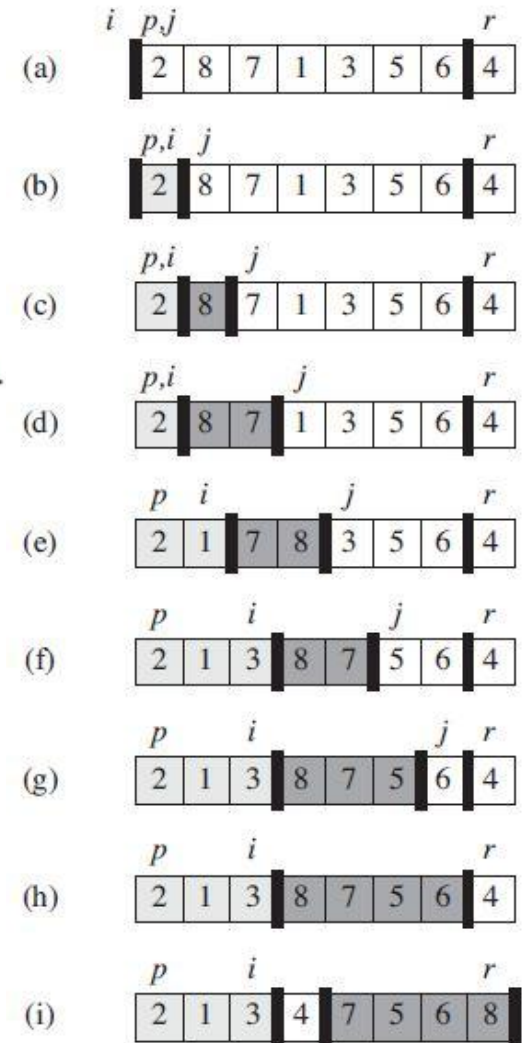 i p,j r
(a) 2 8 7 1 3 5 6 4
p,i j r
(b) 2 8 7 1 3 5 6 4
p,i j r
(c) 2 8 7 1 3 5 6 4
p,i j r
(d) 2 8 7 1 3 5 6 4
p i j r
(e) 2 1 7 8 3 5 6 4
p i j r
(f) 2 1 3 8 7 5 6 4
p i j r
(g) 2 1 3 8 7 5 6 4
p i r
(h) 2 1 3 8 7 5 6 4
p i r
(i) 2 1 3 4 7 5 6 8